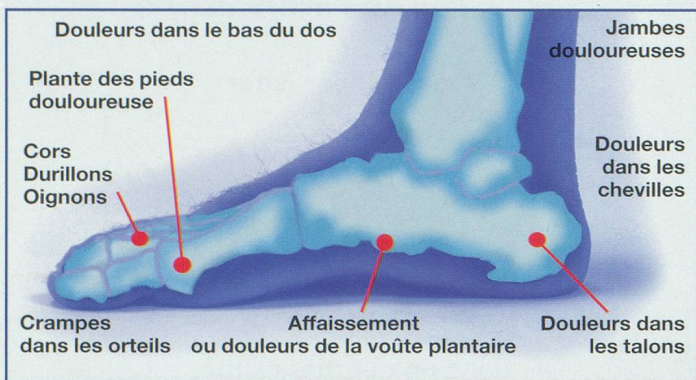 Douleurs dans le bas du dos
Jambes
douloureuses
Plante des pieds
douloureuse
Cors
Durillons
Oignons
Douleurs
dans les
chevilles
Crampes
dans les orteils
Affaissement
ou douleurs de la voûte plantaire
Douleurs dans
les talons